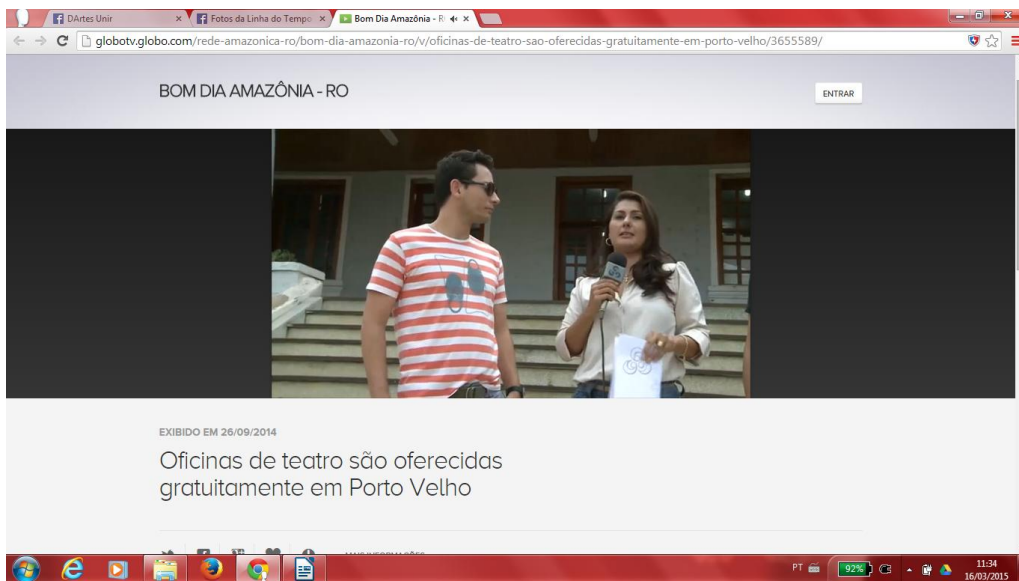 DArtes Unir
Fotos da Linha do Tempo
Bom Dia Amazônia - R
globotv.globo.com/rede-amazonica-ro/bom-dia-amazonia-ro/v/oficinas-de-teatro-sao-oferecidas-gratuitamente-em-porto-velho/3655589/
BOM DIA AMAZÔNIA - RO
ENTRAR
EXIBIDO EM 26/09/2014
Oficinas de teatro são oferecidas
gratuitamente em Porto Velho
MAIS INFORMAÇÕES
PT
92%
11:34
16/03/2015